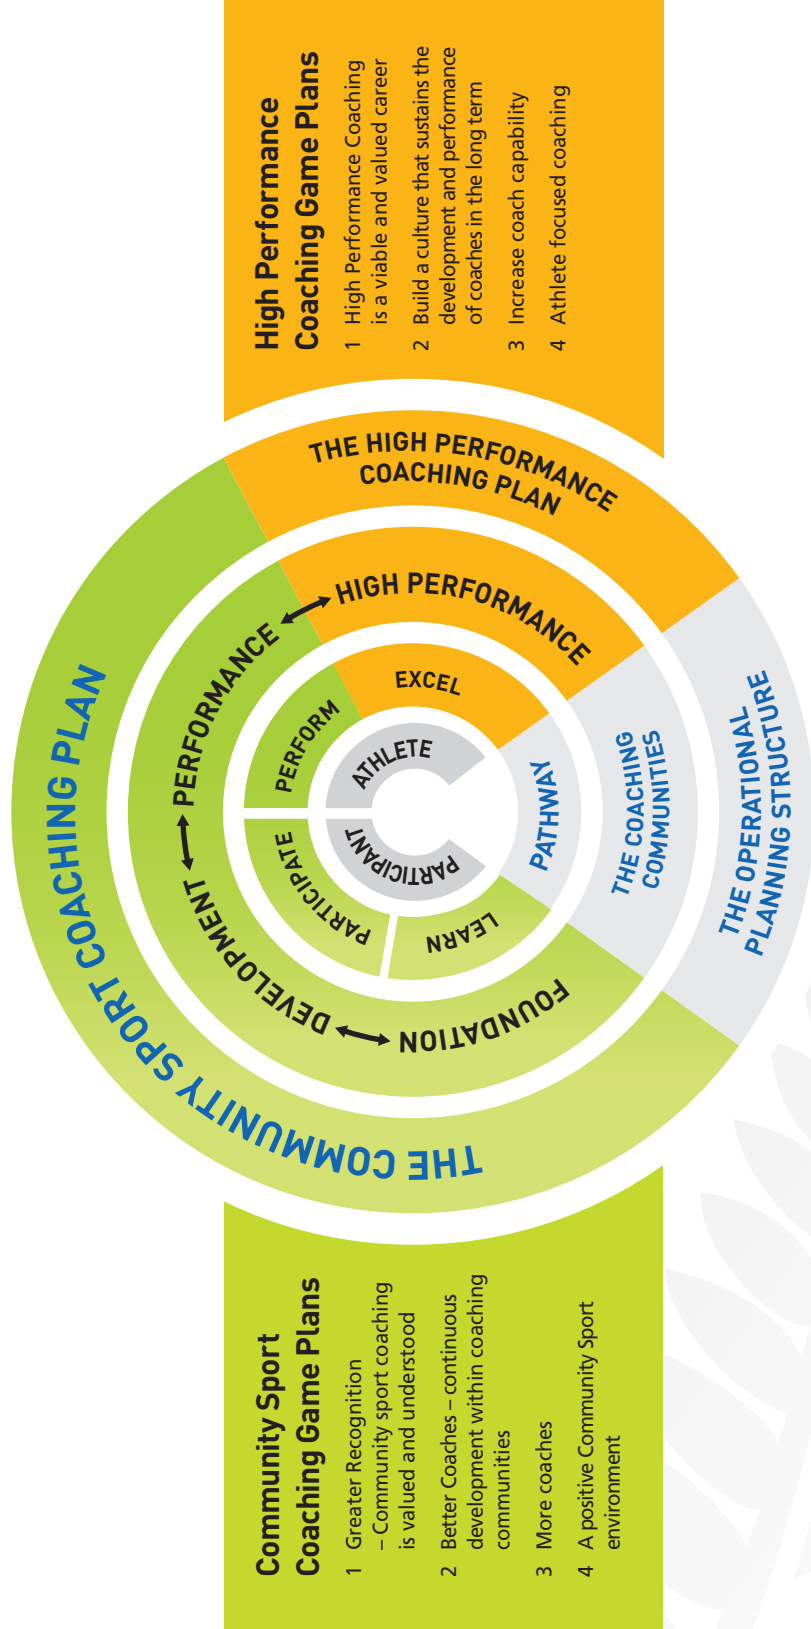 Community Sport
Coaching Game Plans
1 Greater Recognition
– Community sport coaching
is valued and understood
2 Better Coaches – continuous
development within coaching
communities
3 More coaches
4 A positive Community Sport
environment
THE COMMUNITY SPORT COACHING PLAN
THE HIGH PERFORMANCE
COACHING PLAN
THE OPERATIONAL
PLANNING STRUCTURE
FOUNDATION
DEVELOPMENT
PERFORMANCE
HIGH PERFORMANCE
THE COACHING
COMMUNITIES
LEARN
PARTICIPATE
PERFORM
EXCEL
PATHWAY
PARTICIPANT
ATHLETE
High Performance
Coaching Game Plans
1 High Performance Coaching
is a viable and valued career
2 Build a culture that sustains the
development and performance
of coaches in the long term
3 Increase coach capability
4 Athlete focused coaching